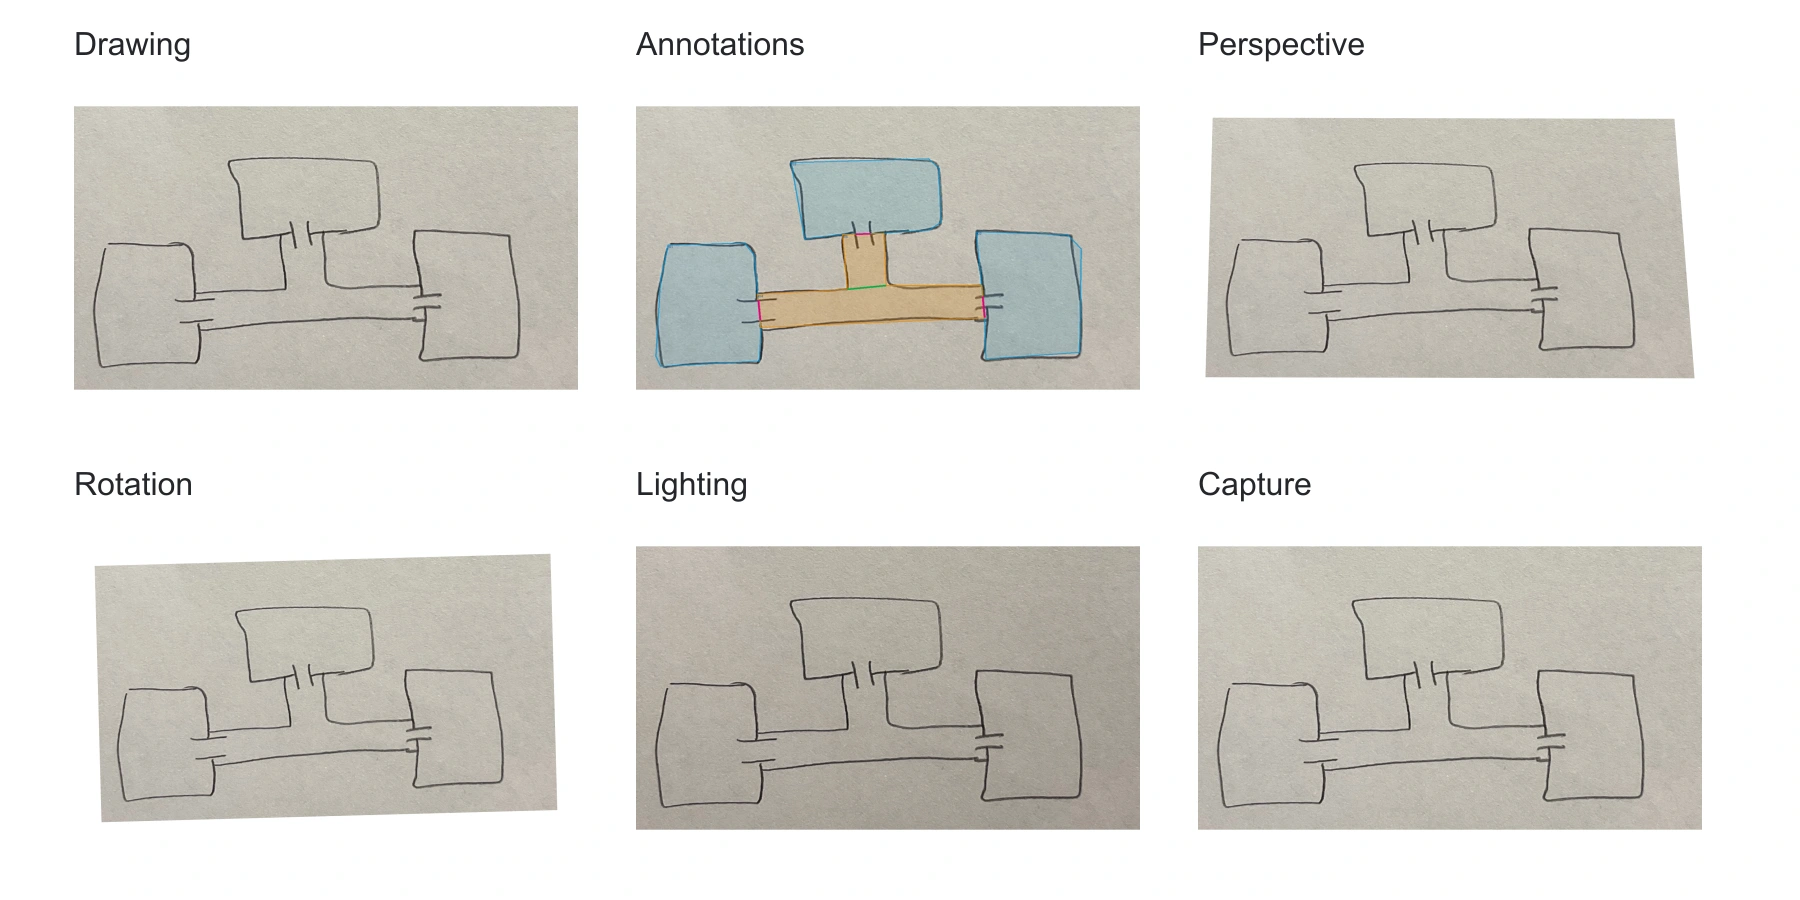 Drawing
Annotations
Perspective
Rotation
Lighting
Capture